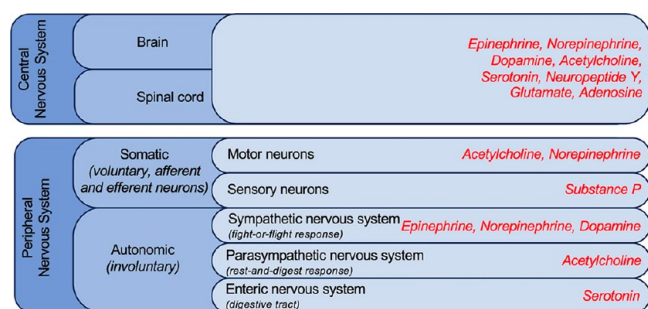 Central
Nervous System
Brain
Spinal cord
Epinephrine, Norepinephrine,
Dopamine, Acetylcholine,
Serotonin, Neuropeptide Y,
Glutamate, Adenosine
Peripheral
Nervous System
Somatic
(voluntary, afferent
and efferent neurons)
Motor neurons
Acetylcholine, Norepinephrine
Sensory neurons
Substance P
Autonomic
(involuntary)
Sympathetic nervous system
(fight-or-flight response)
Epinephrine, Norepinephrine, Dopamine
Parasympathetic nervous system
(rest-and-digest response)
Acetylcholine
Enteric nervous system
(digestive tract)
Serotonin